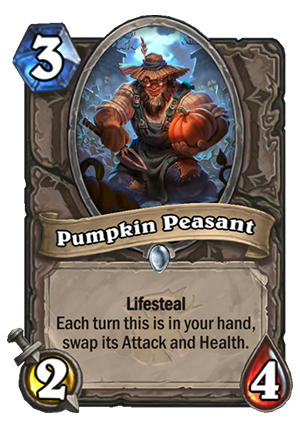 3
Pumpkin Peasant
Lifesteal
Each turn this is in your hand,
swap its Attack and Health.
2
4